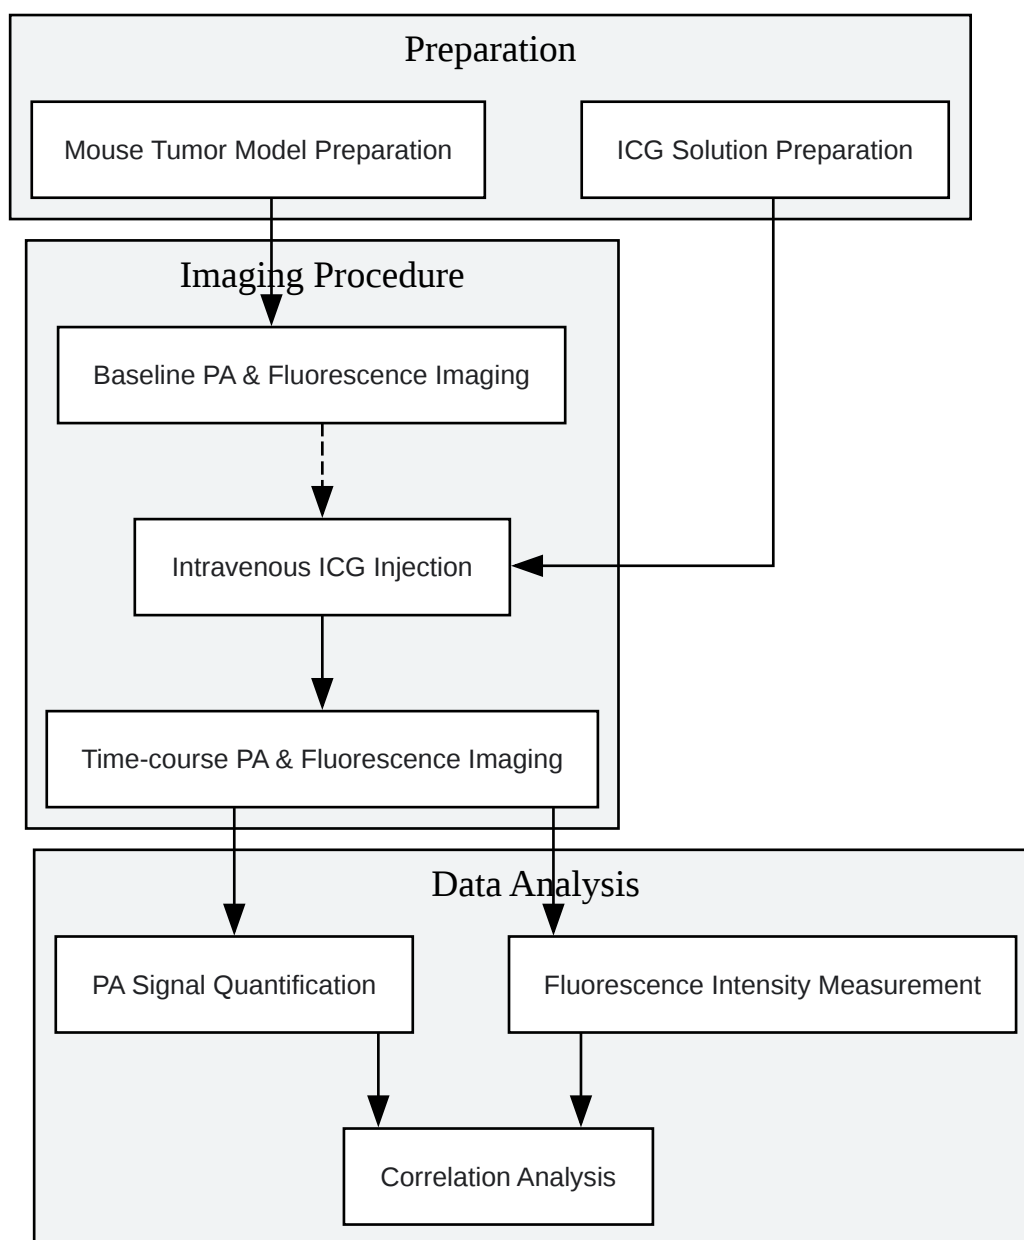 Preparation
Mouse Tumor Model Preparation
ICG Solution Preparation
Imaging Procedure
Baseline PA & Fluorescence Imaging
Intravenous ICG Injection
Time-course PA & Fluorescence Imaging
Data Analysis
PA Signal Quantification
Fluorescence Intensity Measurement
Correlation Analysis